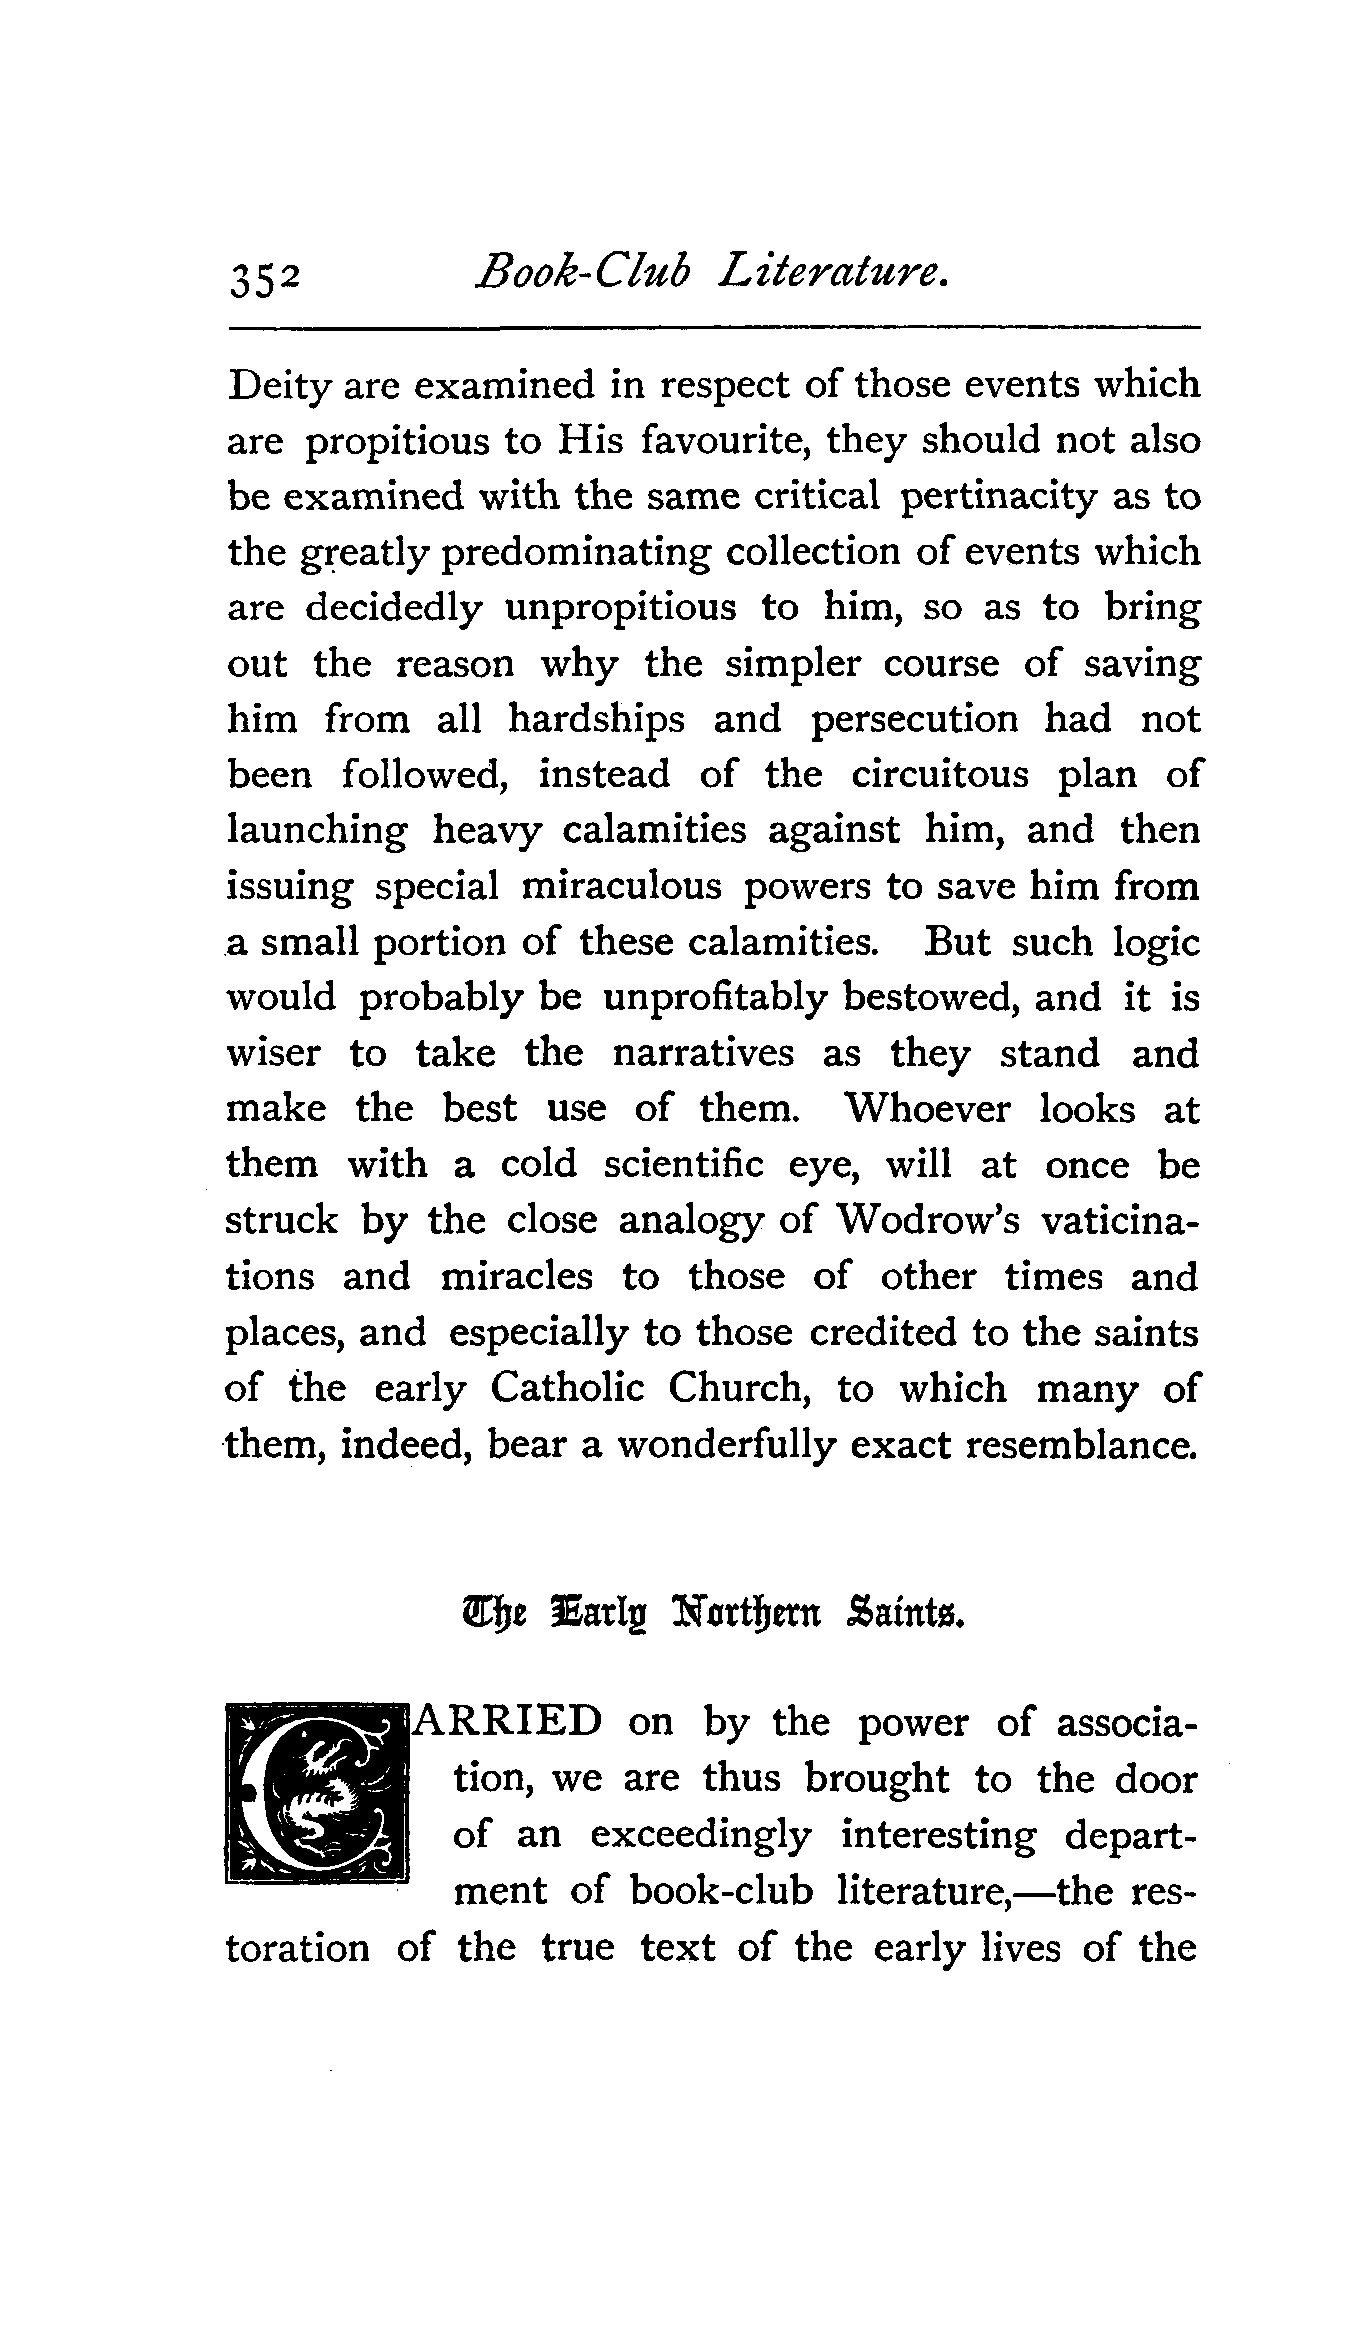 352 Book-Club Literature.
Deity are examined in respect of those events which
are propitious to His favourite, they should not also
be examined with the same critical pertinacity as to
the greatly predominating collection of events which
are decidedly unpropitious to him, so as to bring
out the reason why the simpler course of saving
him from all hardships and persecution had not
been followed, instead of the circuitous plan of
launching heavy calamities against him, and then
issuing special miraculous powers to save him from
a small portion of these calamities. But such logic
would probably be unprofitably bestowed, and it is
wiser to take the narratives as they stand and
make the best use of them. Whoever looks at
them with a cold scientific eye, will at once be
struck by the close analogy of Wodrow's vaticina-
tions and miracles to those of other times and
places, and especially to those credited to the saints
of the early Catholic Church, to which many of
them, indeed, bear a wonderfully exact resemblance.
The Early Northern Saints.
CARRIED on by the power of associa-
tion, we are thus brought to the door
of an exceedingly interesting depart-
ment of book-club literature,—the res-
toration of the true text of the early lives of the